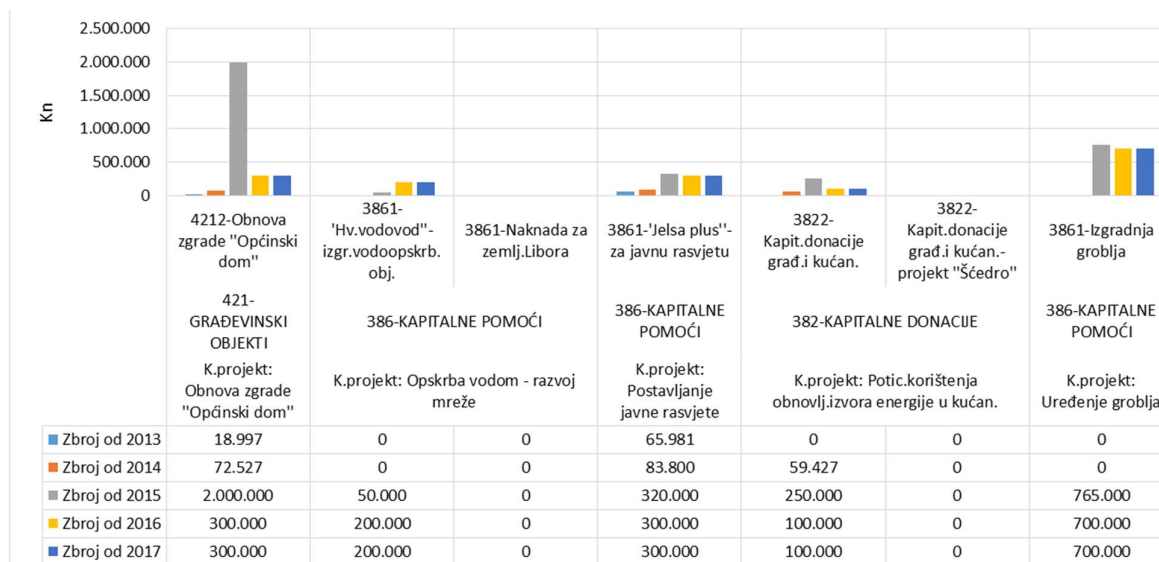 2.500.000
2.000.000
1.500.000
1.000.000
500.000
0
Kn
4212-Obnova
zgrade "Općinski
dom"
3861-
'Hv.vodovod''-
izgr.vodoopskrb.
obj.
3861-Naknada za
zemlj.Libora
3861-'Jelsa plus''-
za javnu rasvjetu
3822-
Kapit.donacije
građ.i kućan.
3822-
Kapit.donacije
građ.i kućan.-
projekt "Šćedro"
3861-Izgradnja
groblja
421-
GRAĐEVINSKI
OBJEKTI
386-KAPITALNE POMOĆI
386-KAPITALNE
POMOĆI
382-KAPITALNE DONACIJE
386-KAPITALNE
POMOĆI
K.projekt:
Obnova zgrade
"Općinski dom"
K.projekt: Opskrba vodom - razvoj
mreže
K.projekt:
Postavljanje
javne rasvjete
K.projekt: Potic.korištenja
obnovlj.izvora energije u kućan.
K.projekt:
Uređenje groblja
Zbroj od 2013 18.997 0 0 65.981 0 0 0
Zbroj od 2014 72.527 0 0 83.800 59.427 0 0
Zbroj od 2015 2.000.000 50.000 0 320.000 250.000 0 765.000
Zbroj od 2016 300.000 200.000 0 300.000 100.000 0 700.000
Zbroj od 2017 300.000 200.000 0 300.000 100.000 0 700.000